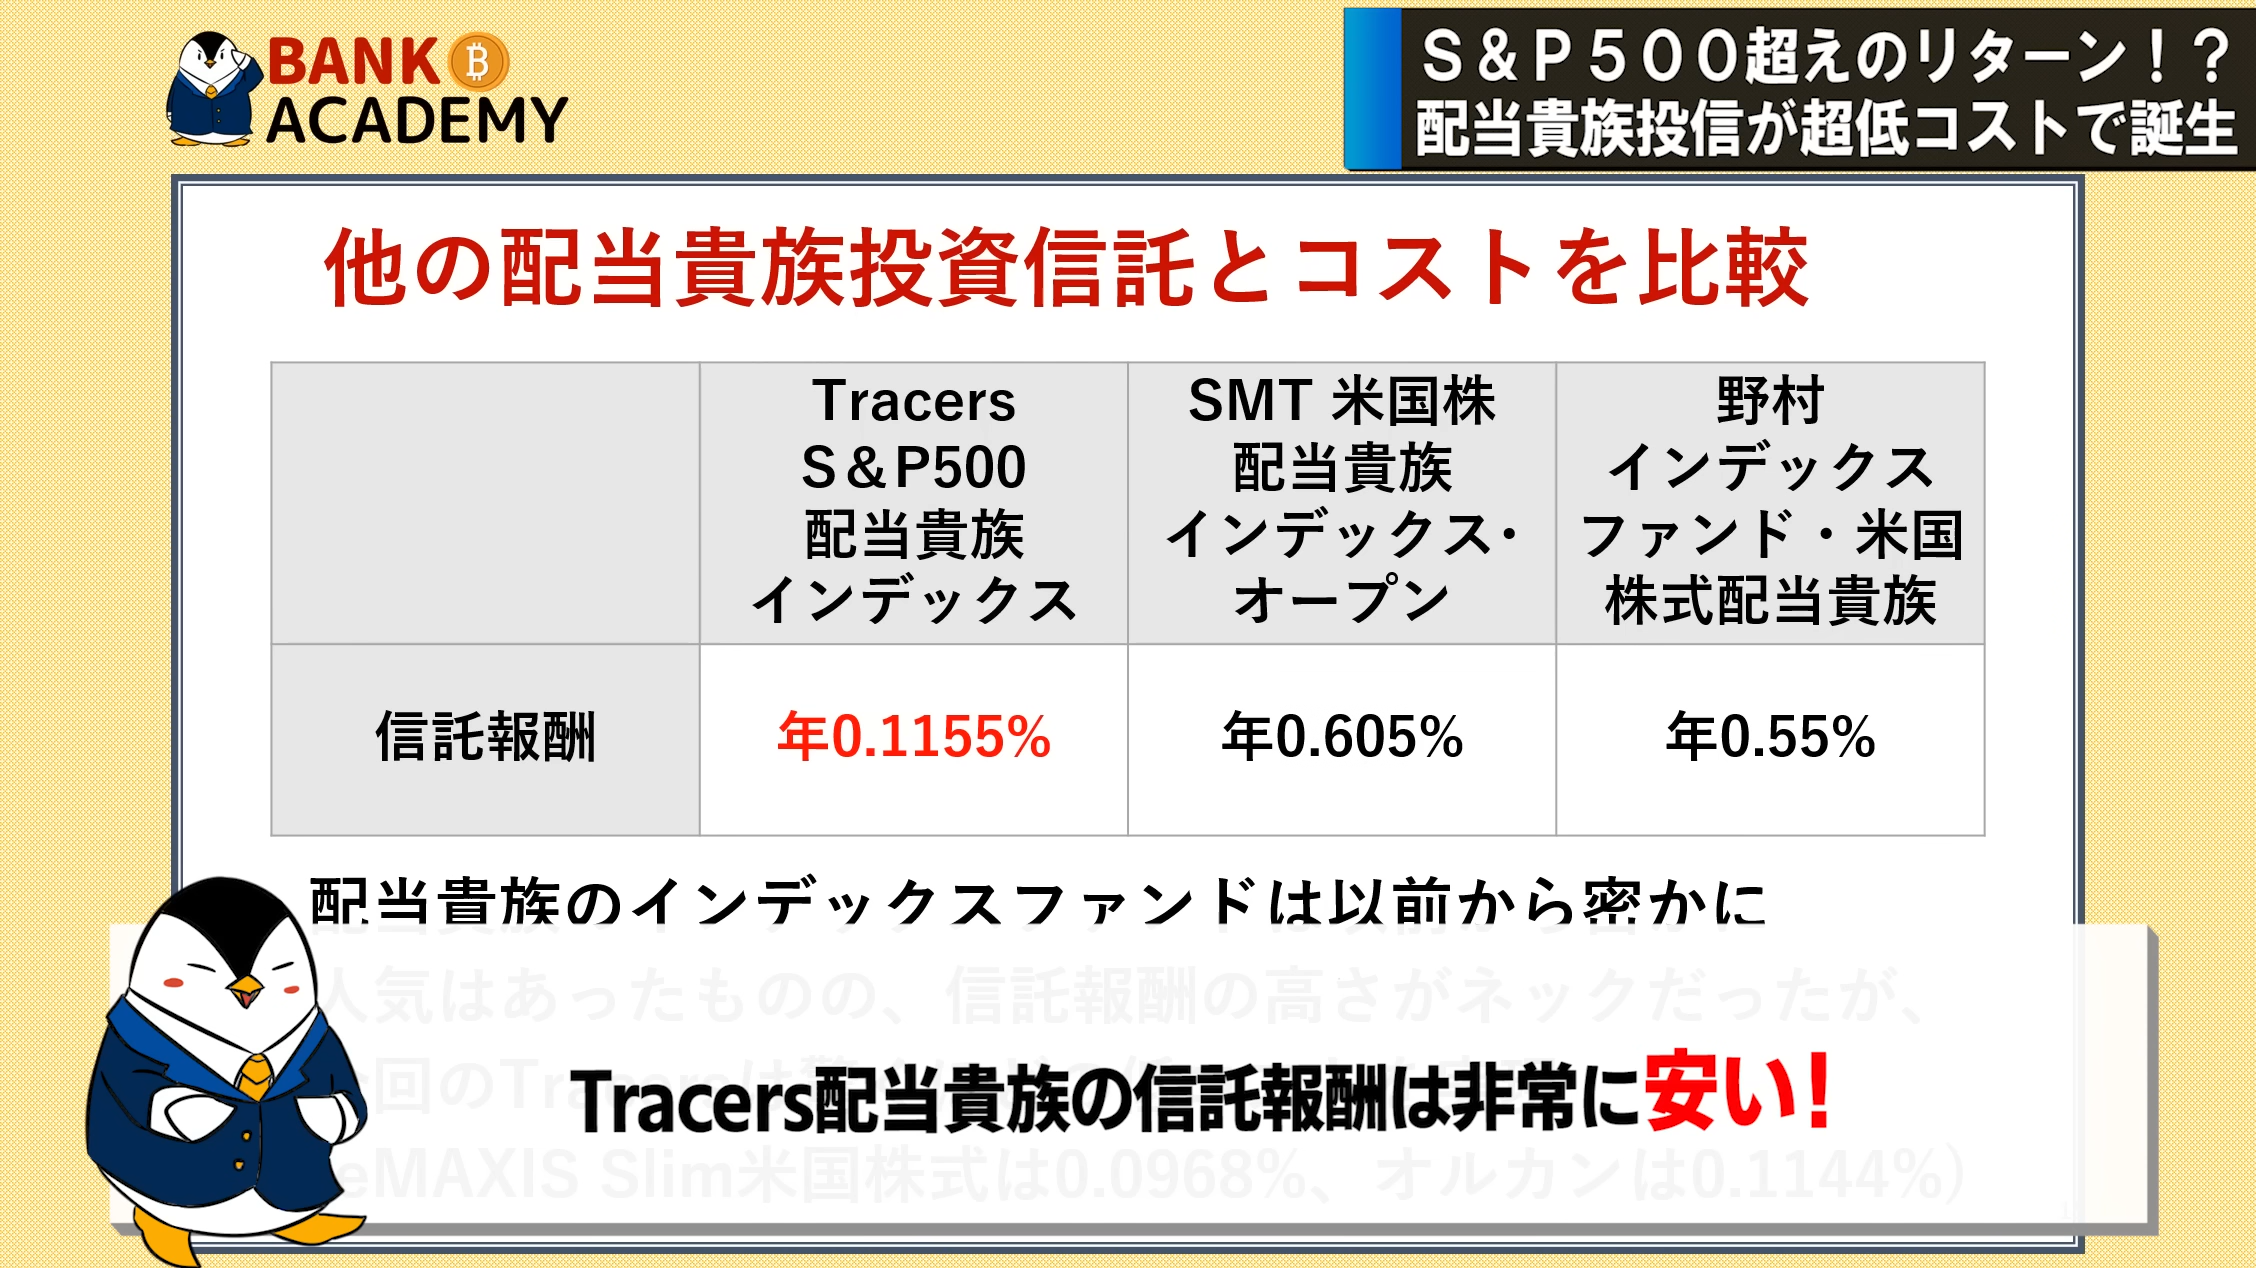 BANK
ACADEMY
S&P500超えのリターン!?
配当貴族投信が超低コストで誕生
他の配当貴族投資信託とコストを比較
Tracers
S&P500
配当貴族
インデックス
SMT 米国株
配当貴族
インデックス・
オープン
野村
インデックス
ファンド・米国
株式配当貴族
信託報酬
年0.1155%
年0.605%
年0.55%
配当貴族のインデックスファンドは以前から密かに
人気はあったものの、信託報酬の高さがネックだったが、
回のTracersは
eMAXIS Slim米国株式は0.0968%、オルカンは0.1144%)
Tracers配当貴族の信託報酬は非常に安い!